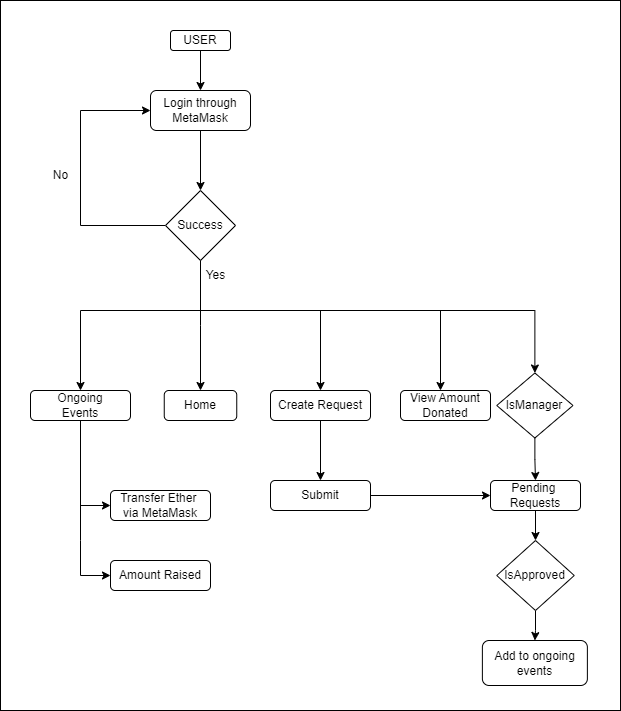 USER
Login through
MetaMask
No
Success
Yes
Ongoing
Events
Home
Create Request
View Amount
Donated
IsManager
Transfer Ether
via MetaMask
Submit
Pending
Requests
Amount Raised
IsApproved
Add to ongoing
events